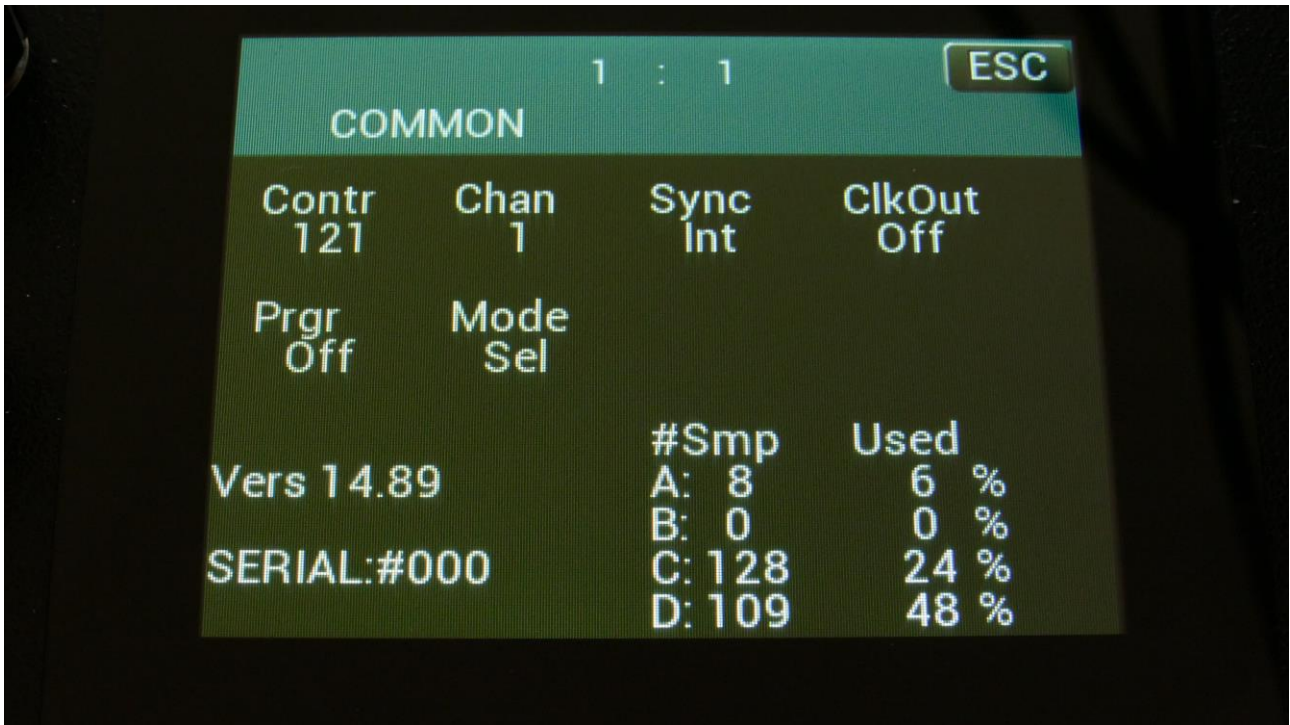 1 : 1 ESC
COMMON
Contr Chan Sync ClkOut
121 1 Int Off
Prgr Mode
Off Sel
#Smp Used
Vers 14.89 A: 8 6 %
B: 0 0 %
SERIAL:#000 C: 128 24 %
D: 109 48 %